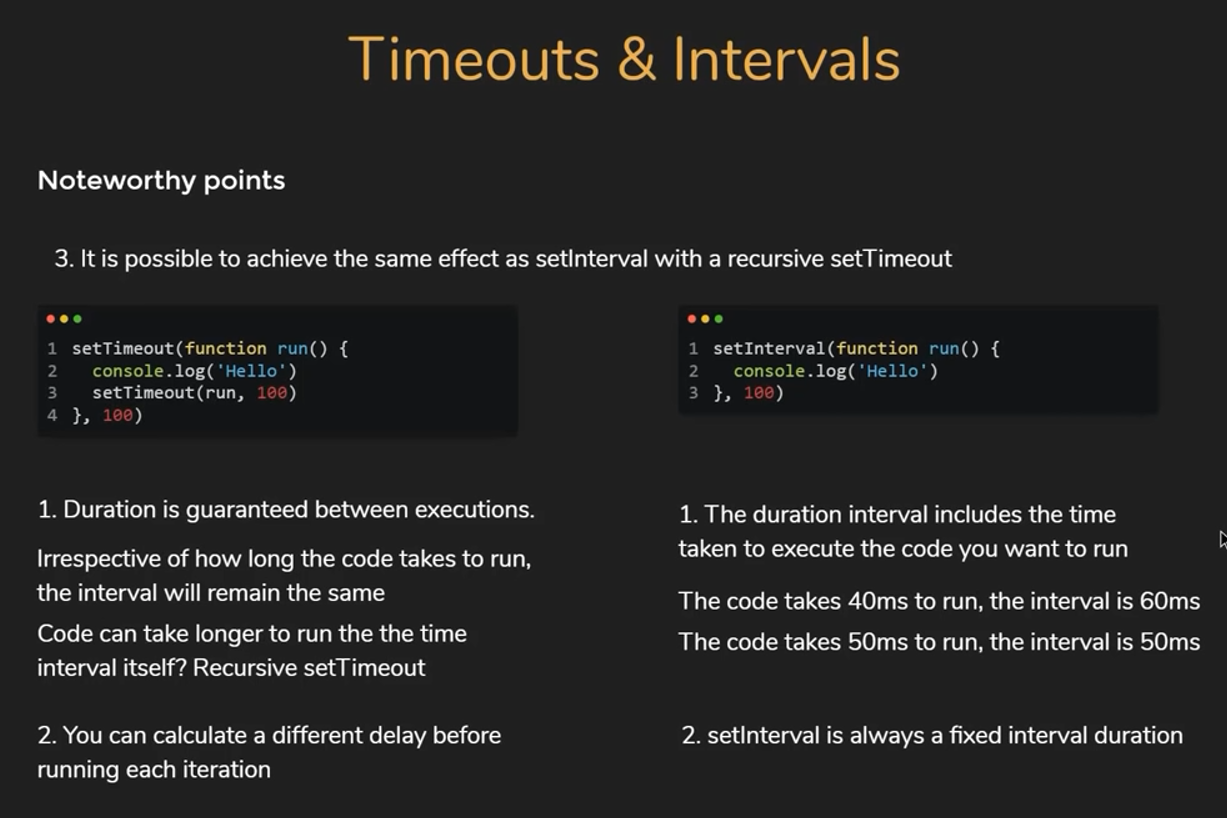 Timeouts & Intervals
Noteworthy points
3. It is possible to achieve the same effect as setInterval with a recursive setTimeout
1 setTimeout(function run() {
2   console.log('Hello')
3   setTimeout(run, 100)
4 }, 100)
1. Duration is guaranteed between executions.
Irrespective of how long the code takes to run,
the interval will remain the same
Code can take longer to run the the time
interval itself? Recursive setTimeout
2. You can calculate a different delay before
running each iteration
1 setInterval(function run() {
2   console.log('Hello')
3 }, 100)
1. The duration interval includes the time
taken to execute the code you want to run
The code takes 40ms to run, the interval is 60ms
The code takes 50ms to run, the interval is 50ms
2. setInterval is always a fixed interval duration